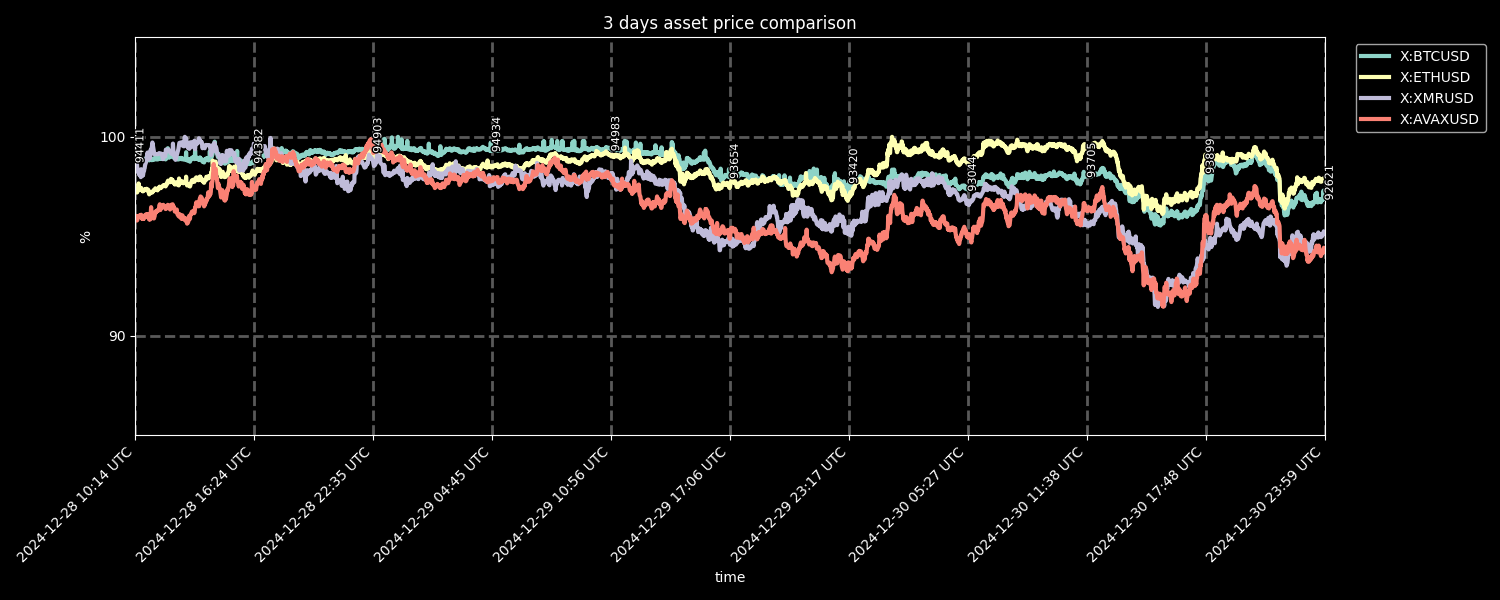 3 days asset price comparison
X:BTCUSD
X:ETHUSD
X:XMRUSD
X:AVAXUSD
100
90
%
94411
94382
94903
94934
94983
93654
93420
93044
93705
93899
92621
2024-12-28 10:14 UTC
2024-12-28 16:24 UTC
2024-12-28 22:35 UTC
2024-12-29 04:45 UTC
2024-12-29 10:56 UTC
2024-12-29 17:06 UTC
2024-12-29 23:17 UTC
2024-12-30 05:27 UTC
2024-12-30 11:38 UTC
2024-12-30 17:48 UTC
2024-12-30 23:59 UTC
time